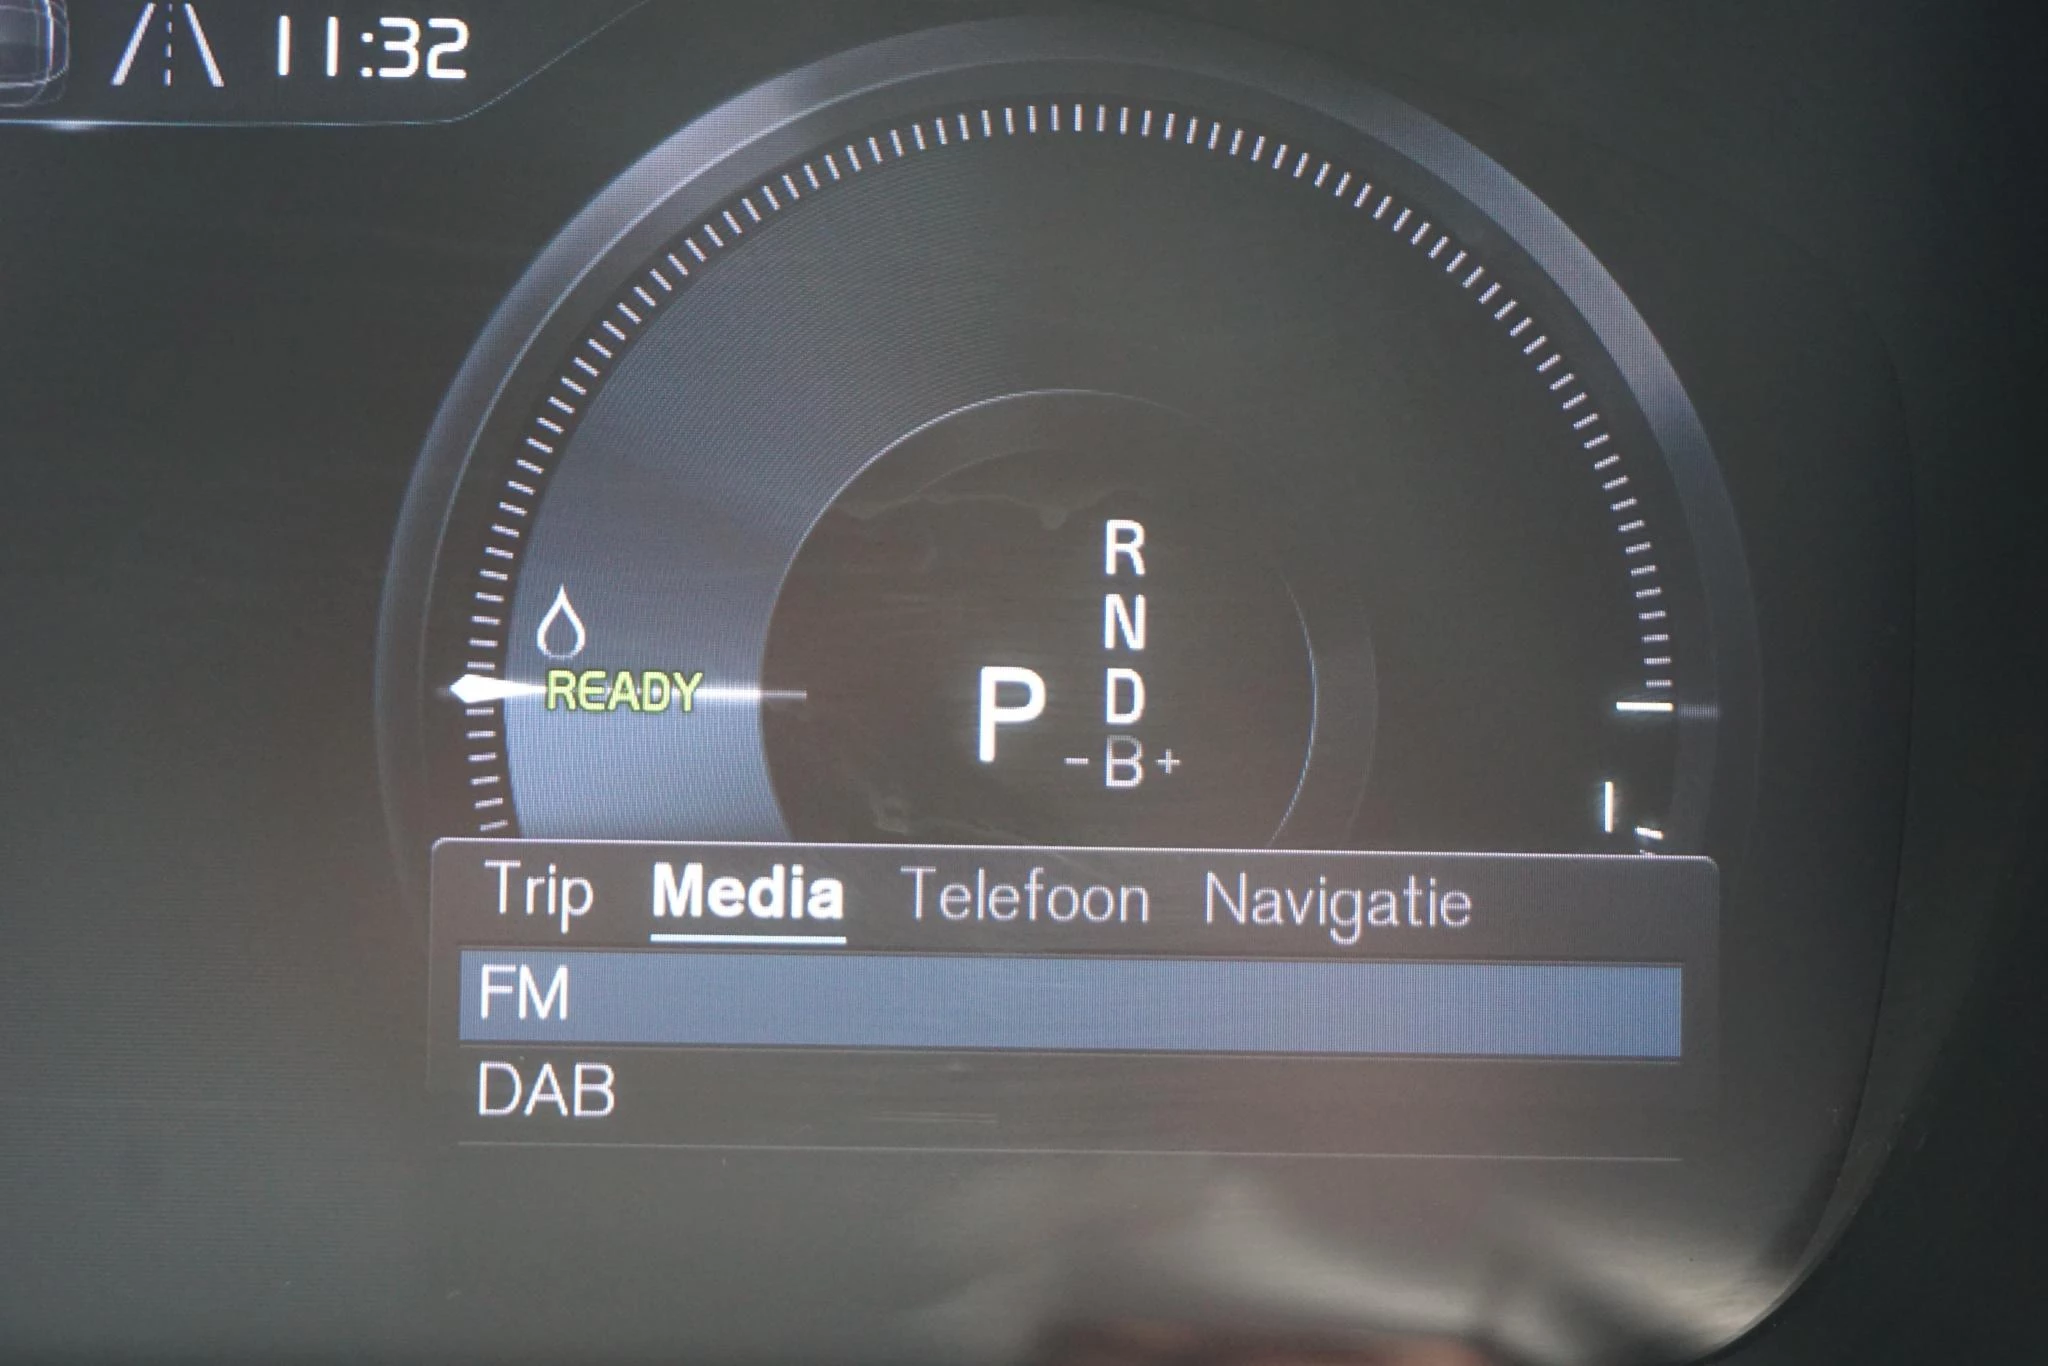 11:32
R
N
READY
P
D
-B+
Trip Media Telefoon Navigatie
FM
DAB